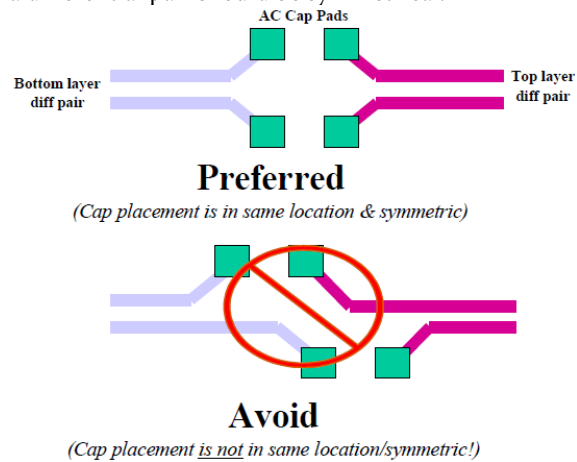 AC Cap Pads
Bottom layer
diff pair
Top layer
diff pair
Preferred
(Cap placement is in same location & symmetric)
Avoid
(Cap placement is not in same location/symmetric!)